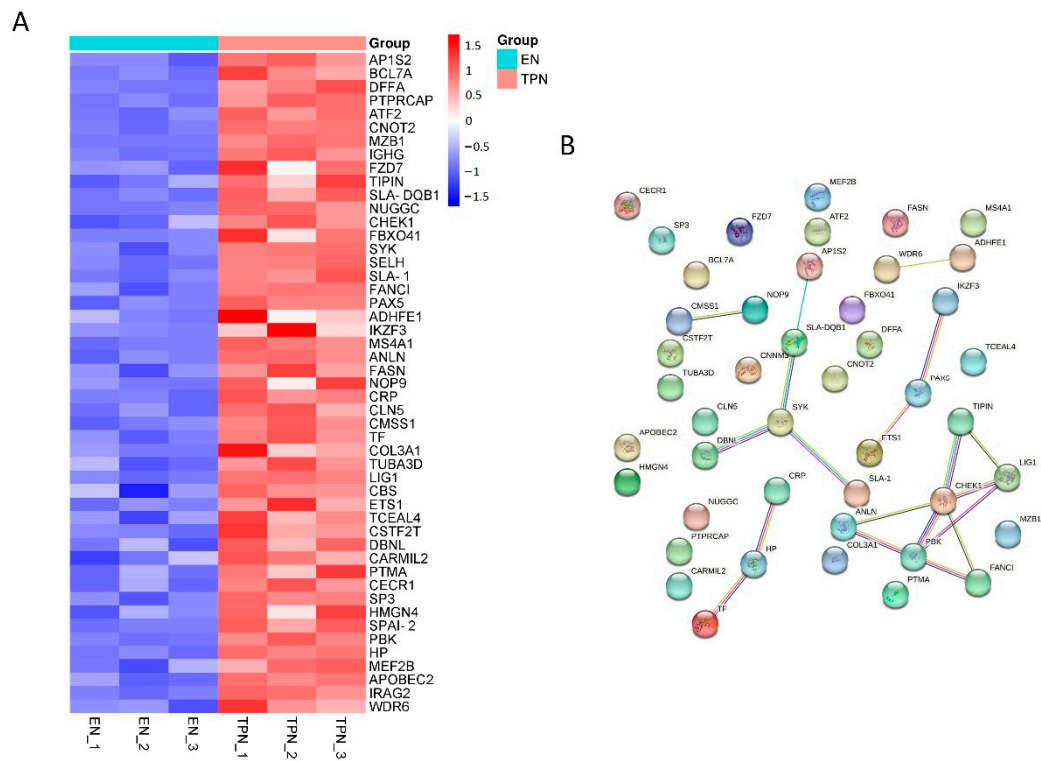 A
Group
AP1S2
BCL7A
DFFA
PTPRCAP
ATF2
CNOT2
MZB1
IGHG
FZD7
TIPIN
SLA-DQB1
NUGGC
CHEK1
FBXO41
SYK
SELH
SLA-1
FANCI
PAX5
ADHFE1
IKZF3
MS4A1
ANLN
FASN
NOP9
CRP
CLN5
CMSS1
TF
COL3A1
TUBA3D
LIG1
CBS
ETS1
TCEAL4
CSTF2T
DBNL
CARMIL2
PTMA
CECR1
SP3
HMGN4
SPAI-2
PBK
HP
MEF2B
APOBEC2
IRAG2
WDR6
EN_1
EN_2
EN_3
TPN_1
TPN_2
TPN_3
1.5
1
0.5
0
−0.5
−1
−1.5
Group
EN
TPN
B
CECR1
MEF2B
SP3
FZD7
ATF2
FASN
MS4A1
AP1S2
WDR6
ADHFE1
BCL7A
CMSS1
NOP9
FBXO41
IKZF3
CSTF2T
SLA-DQB1
DFFA
CNNM3
CNOT2
TCEAL4
TUBA3D
PAX5
CLN5
SYK
TIPIN
APOBEC2
DBNL
ETS1
HMGN4
SLA-1
LIG1
CRP
CHEK1
NUGGC
ANLN
MZB1
PTPRCAP
HP
COL3A1
PBK
CARMIL2
PTMA
FANCI
TF